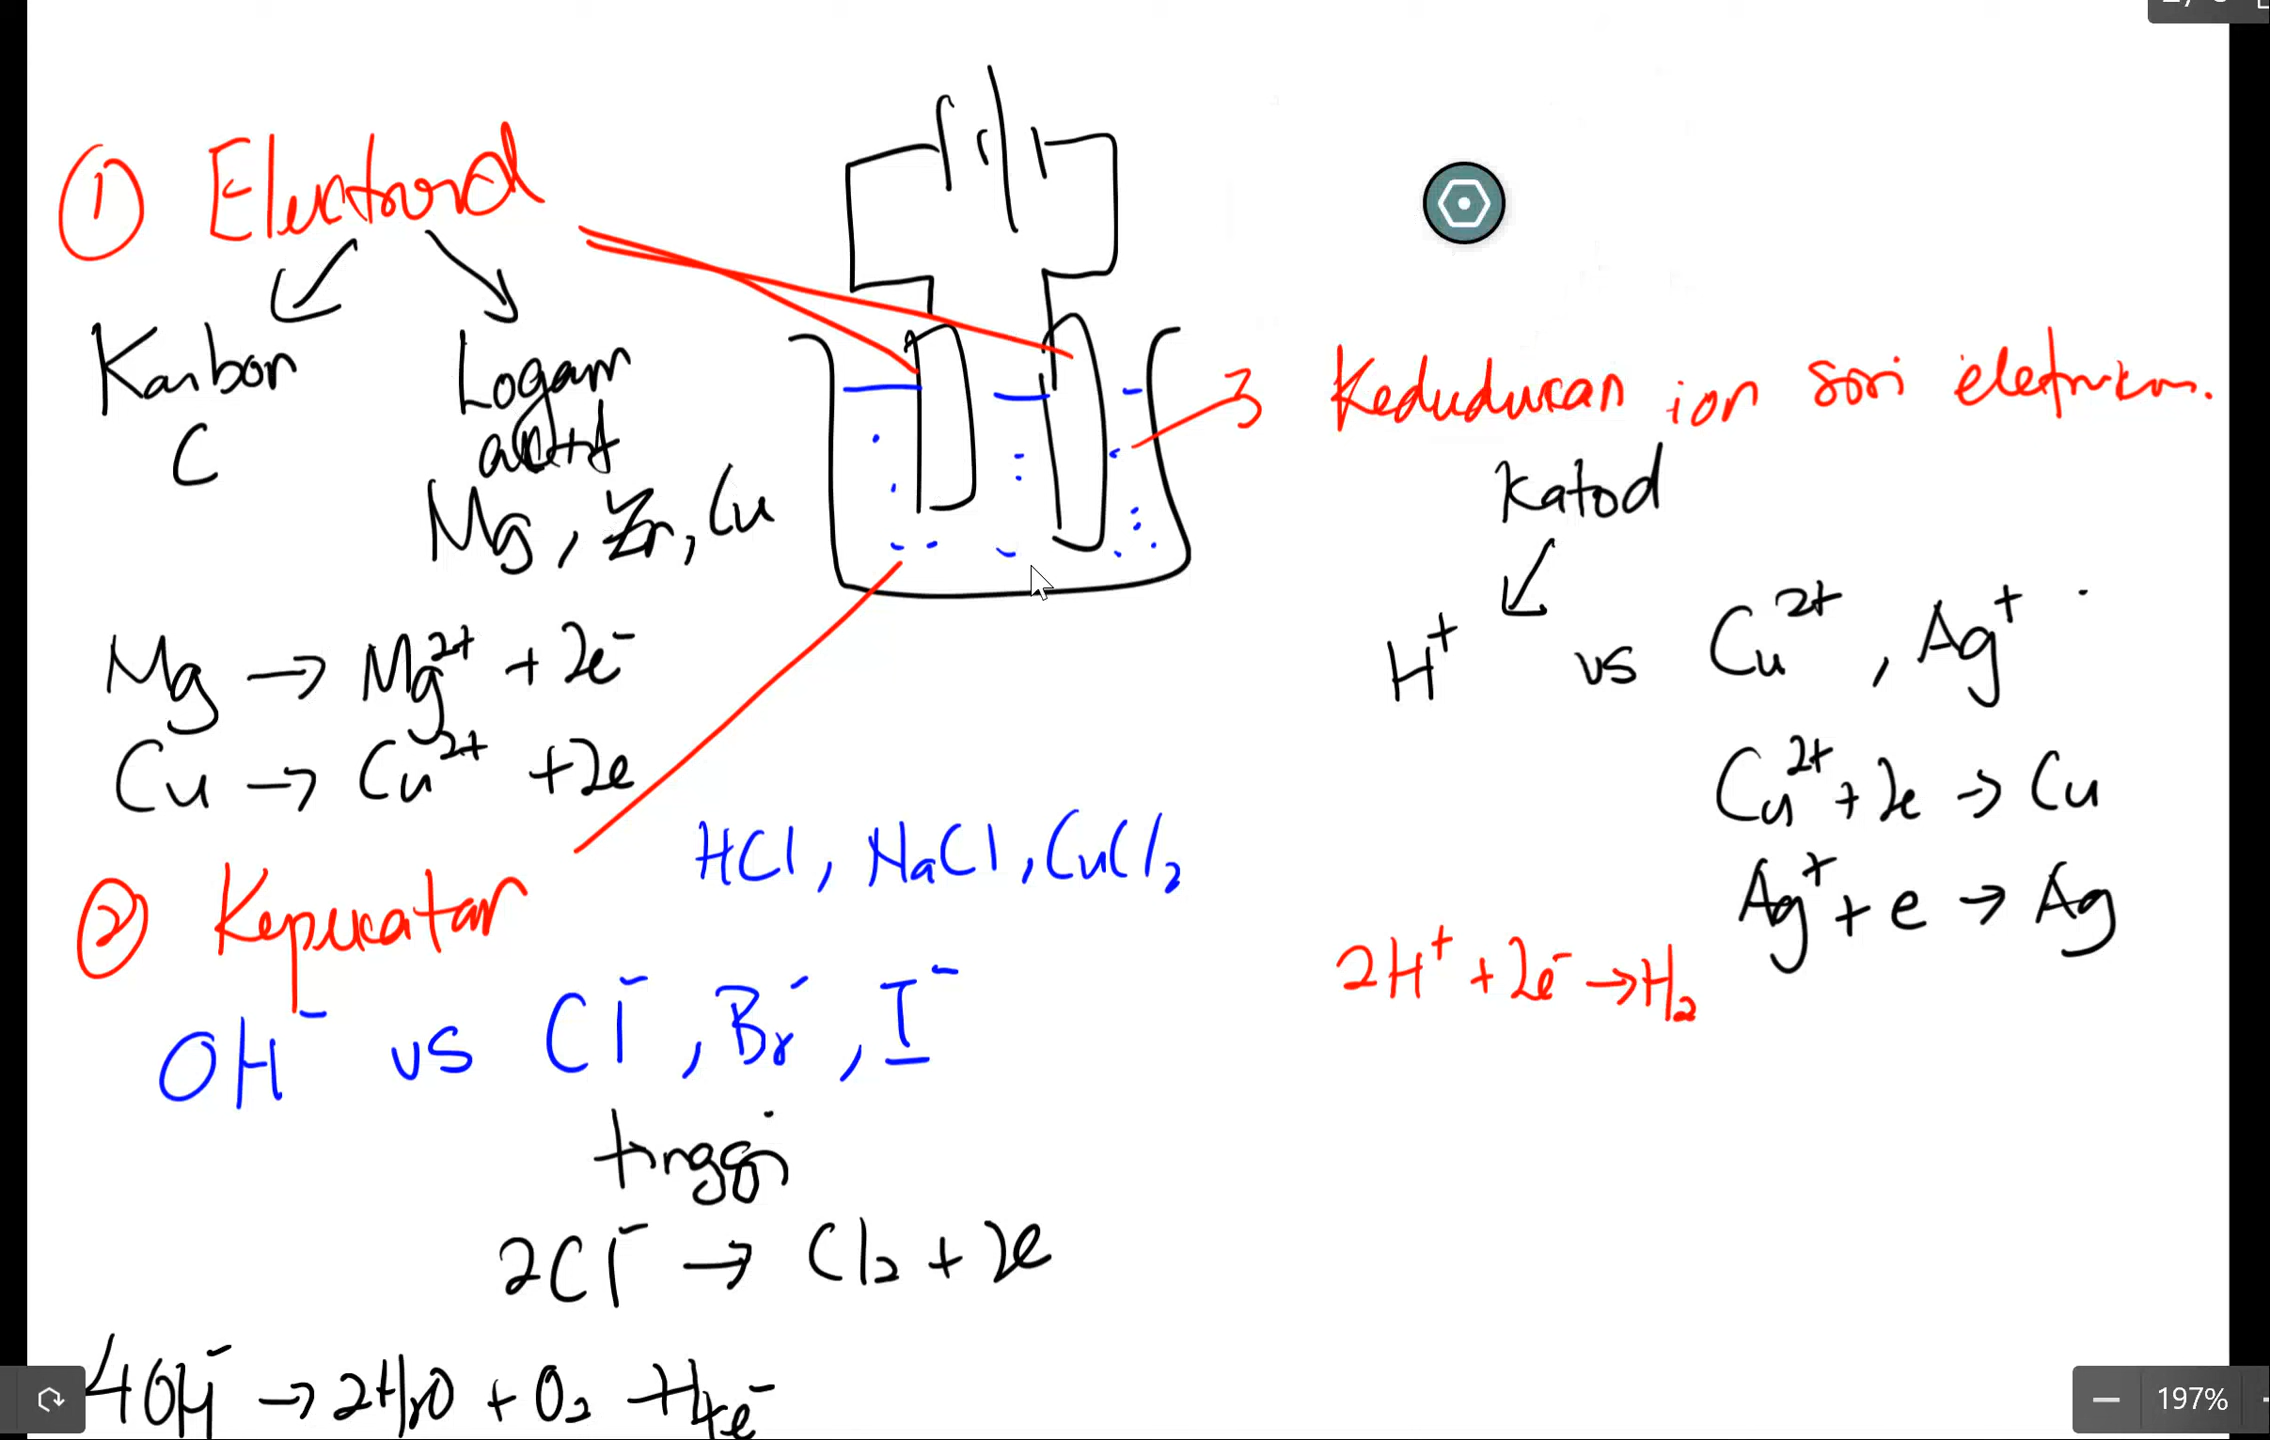 ① Electrod
Karbon
C
Logam
aktif
Mg, Zn, Cu
Mg → Mg²⁺ + 2e⁻
Cu → Cu²⁺ + 2e
② Kepekatan
HCl, NaCl, CuCl₂
OH⁻ vs Cl⁻, Br⁻, I⁻
tinggi
2Cl⁻ → Cl₂ + 2e
4OH⁻ → 2H₂O + O₂ + 4e⁻
3 Kedudukan ion siri eletrokim.
Katod
H⁺ vs Cu²⁺, Ag⁺
Cu²⁺ + 2e → Cu
Ag⁺ + e → Ag
2H⁺ + 2e⁻ → H₂
197%